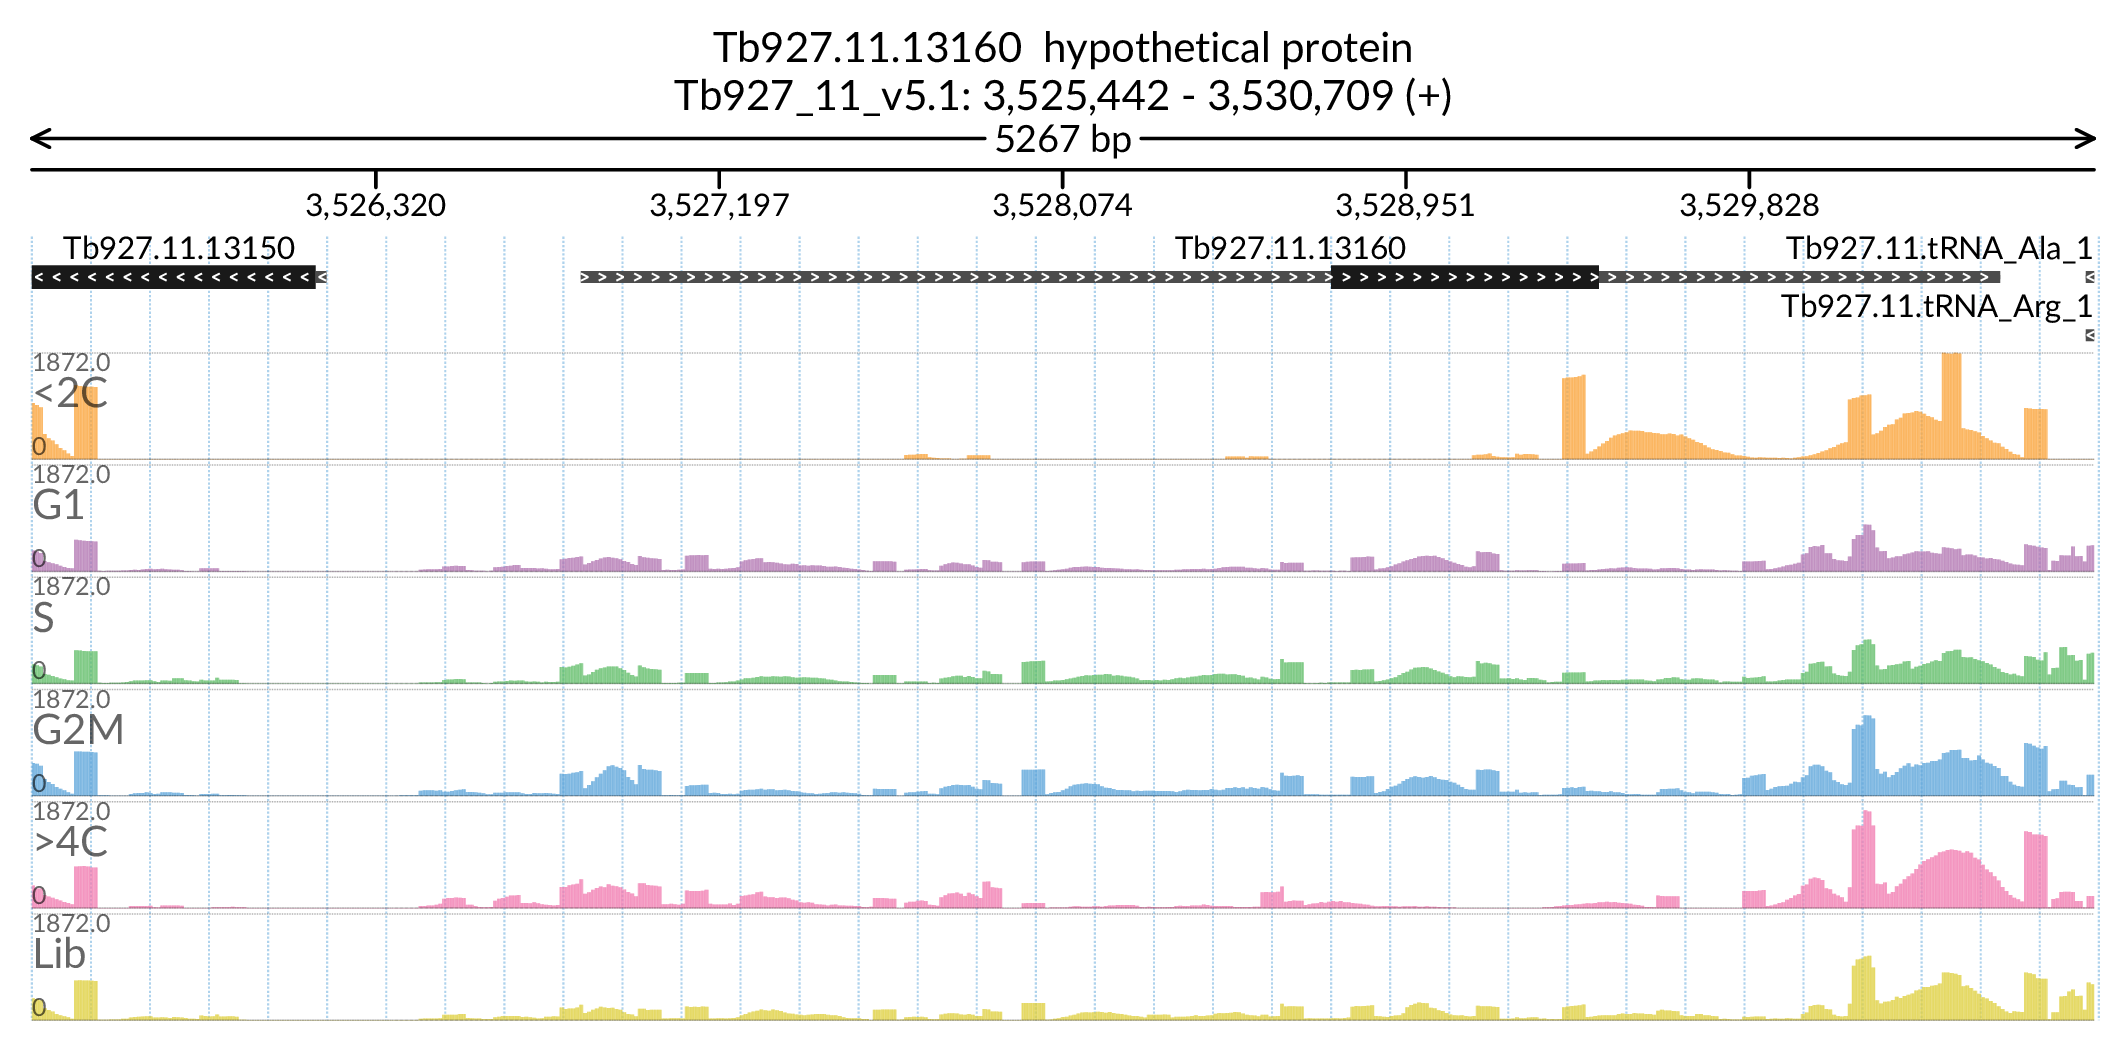 Tb927.11.13160 hypothetical protein
Tb927_11_v5.1: 3,525,442 - 3,530,709 (+)
5267 bp
3,526,320 3,527,197 3,528,074 3,528,951 3,529,828
Tb927.11.13150 Tb927.11.13160 Tb927.11.tRNA_Ala_1
Tb927.11.tRNA_Arg_1
1872.0
<2C
0
1872.0
G1
0
1872.0
S
0
1872.0
G2M
0
1872.0
>4C
0
1872.0
Lib
0